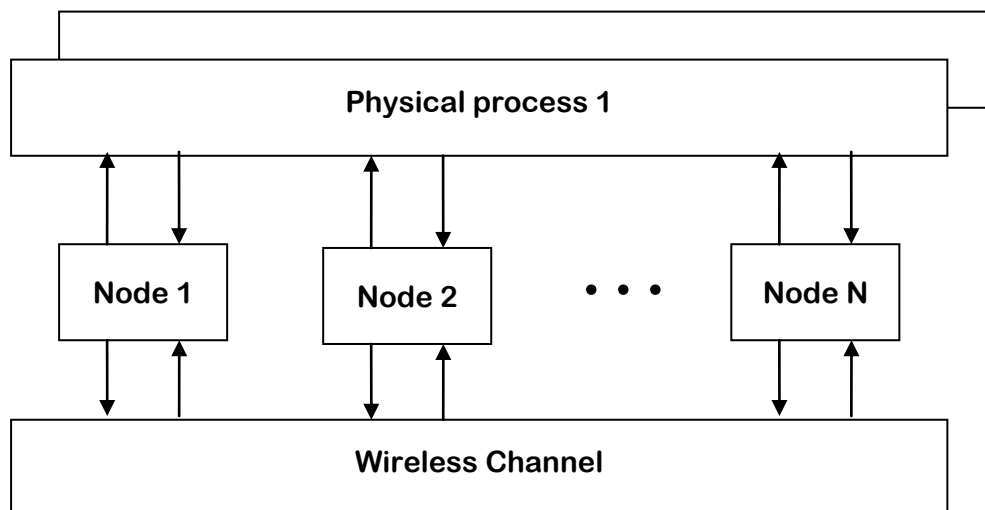 Physical process 1
Node 1
Node 2
• • •
Node N
Wireless Channel